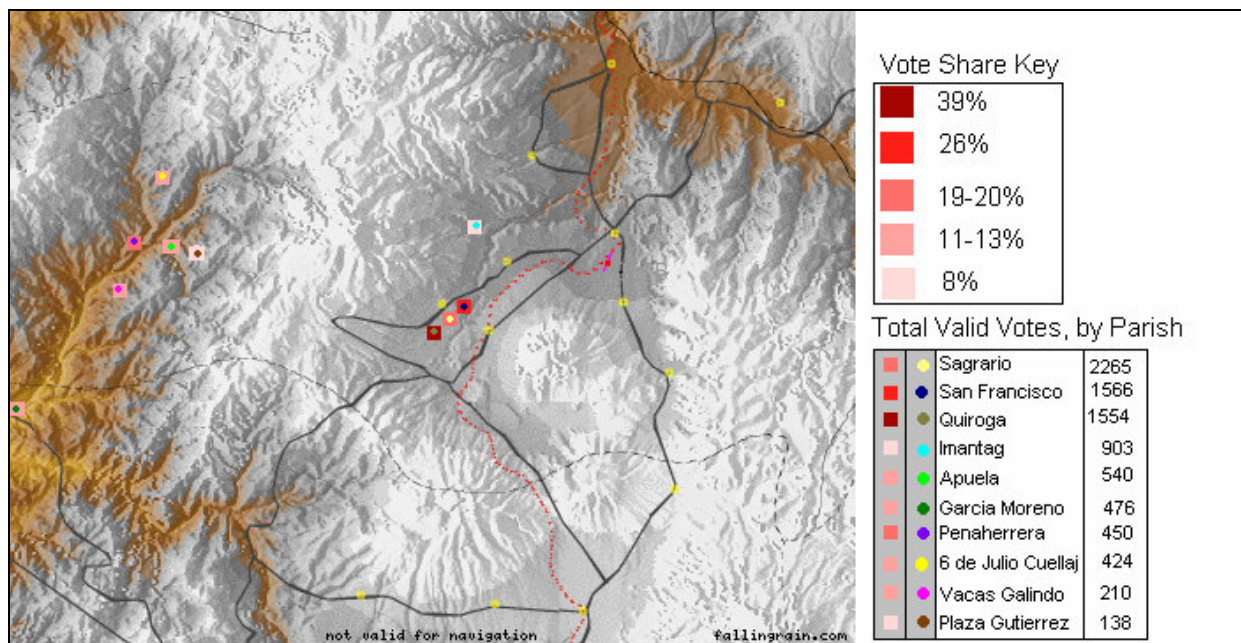 Vote Share Key
39%
26%
19-20%
11-13%
8%
Total Valid Votes, by Parish
Sagrario 2265
San Francisco 1566
Quiroga 1554
Imantag 903
Apuela 540
Garcia Moreno 476
Penaherrera 450
6 de Julio Cuellaj 424
Vacas Galindo 210
Plaza Gutierrez 138
not valid for navigation fallingrain.com